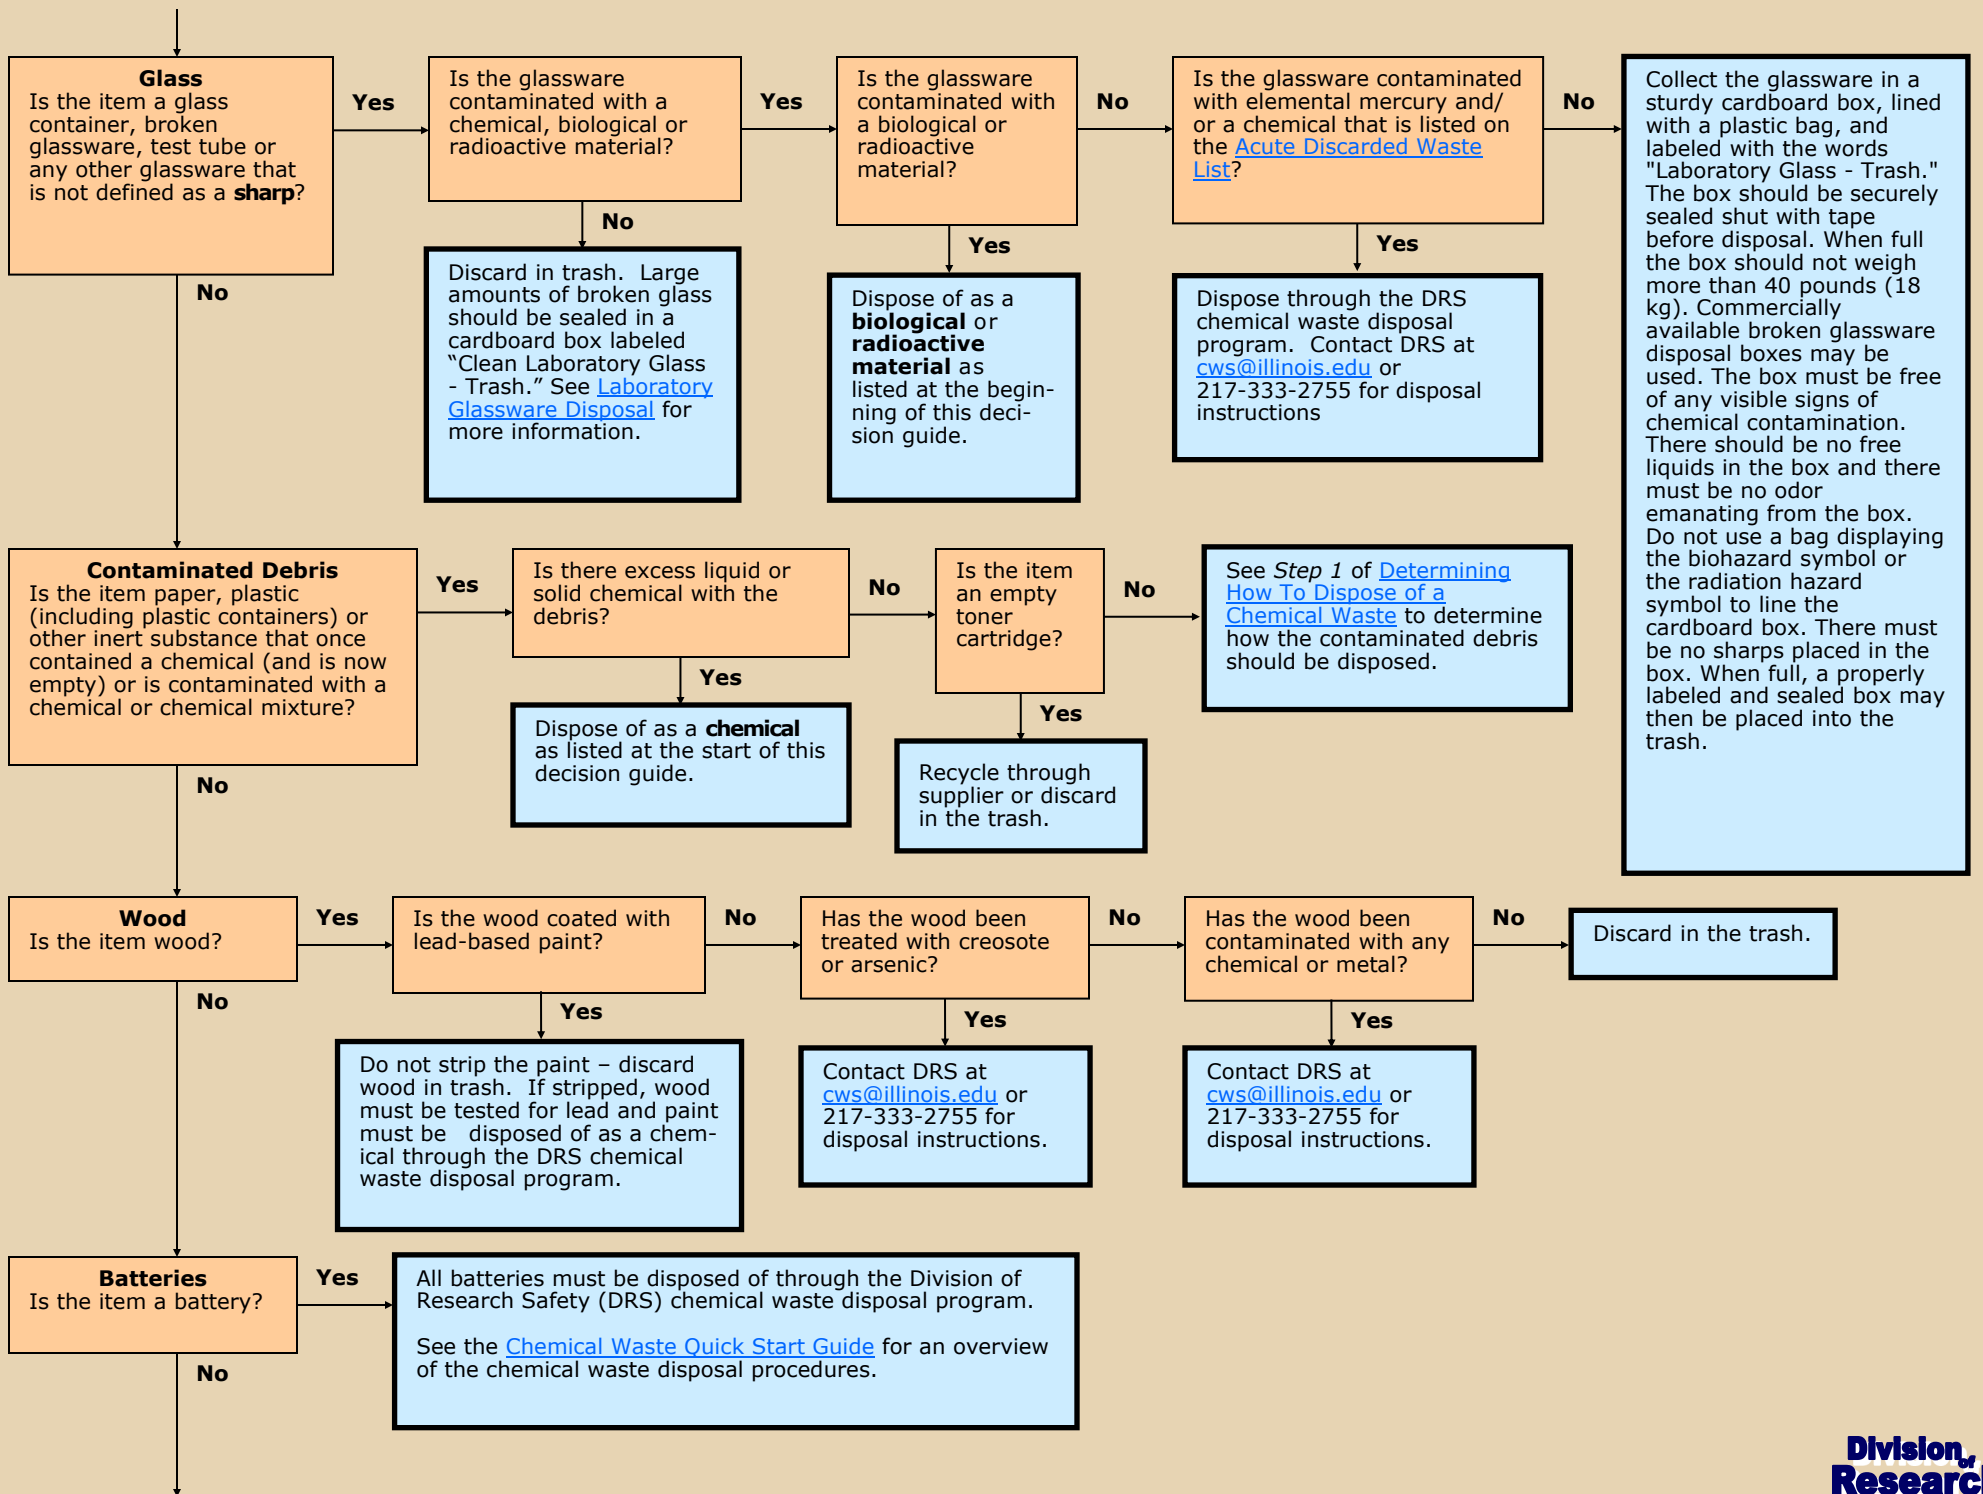 Glass
Is the item a glass
container, broken
glassware, test tube or
any other glassware that
is not defined as a sharp?
Yes
No
Is the glassware
contaminated with a
chemical, biological or
radioactive material?
Yes
No
Discard in trash.  Large
amounts of broken glass
should be sealed in a
cardboard box labeled
“Clean Laboratory Glass
- Trash.” See Laboratory
Glassware Disposal for
more information.
Is the glassware
contaminated with
a biological or
radioactive
material?
No
Yes
Dispose of as a
biological or
radioactive
material as
listed at the begin-
ning of this deci-
sion guide.
Is the glassware contaminated
with elemental mercury and/
or a chemical that is listed on
the Acute Discarded Waste
List?
No
Yes
Dispose through the DRS
chemical waste disposal
program.  Contact DRS at
cws@illinois.edu or
217-333-2755 for disposal
instructions
Collect the glassware in a
sturdy cardboard box, lined
with a plastic bag, and
labeled with the words
"Laboratory Glass - Trash."
The box should be securely
sealed shut with tape
before disposal. When full
the box should not weigh
more than 40 pounds (18
kg). Commercially
available broken glassware
disposal boxes may be
used. The box must be free
of any visible signs of
chemical contamination.
There should be no free
liquids in the box and there
must be no odor
emanating from the box.
Do not use a bag displaying
the biohazard symbol or
the radiation hazard
symbol to line the
cardboard box. There must
be no sharps placed in the
box. When full, a properly
labeled and sealed box may
then be placed into the
trash.
Contaminated Debris
Is the item paper, plastic
(including plastic containers) or
other inert substance that once
contained a chemical (and is now
empty) or is contaminated with a
chemical or chemical mixture?
Yes
No
Is there excess liquid or
solid chemical with the
debris?
No
Yes
Dispose of as a chemical
as listed at the start of this
decision guide.
Is the item
an empty
toner
cartridge?
No
Yes
Recycle through
supplier or discard
in the trash.
See Step 1 of Determining
How To Dispose of a
Chemical Waste to determine
how the contaminated debris
should be disposed.
Wood
Is the item wood?
Yes
No
Is the wood coated with
lead-based paint?
No
Yes
Do not strip the paint – discard
wood in trash.  If stripped, wood
must be tested for lead and paint
must be   disposed of as a chem-
ical through the DRS chemical
waste disposal program.
Has the wood been
treated with creosote
or arsenic?
No
Yes
Contact DRS at
cws@illinois.edu or
217-333-2755 for
disposal instructions.
Has the wood been
contaminated with any
chemical or metal?
No
Yes
Contact DRS at
cws@illinois.edu or
217-333-2755 for
disposal instructions.
Discard in the trash.
Batteries
Is the item a battery?
Yes
No
All batteries must be disposed of through the Division of
Research Safety (DRS) chemical waste disposal program.
See the Chemical Waste Quick Start Guide for an overview
of the chemical waste disposal procedures.
Division of
Research